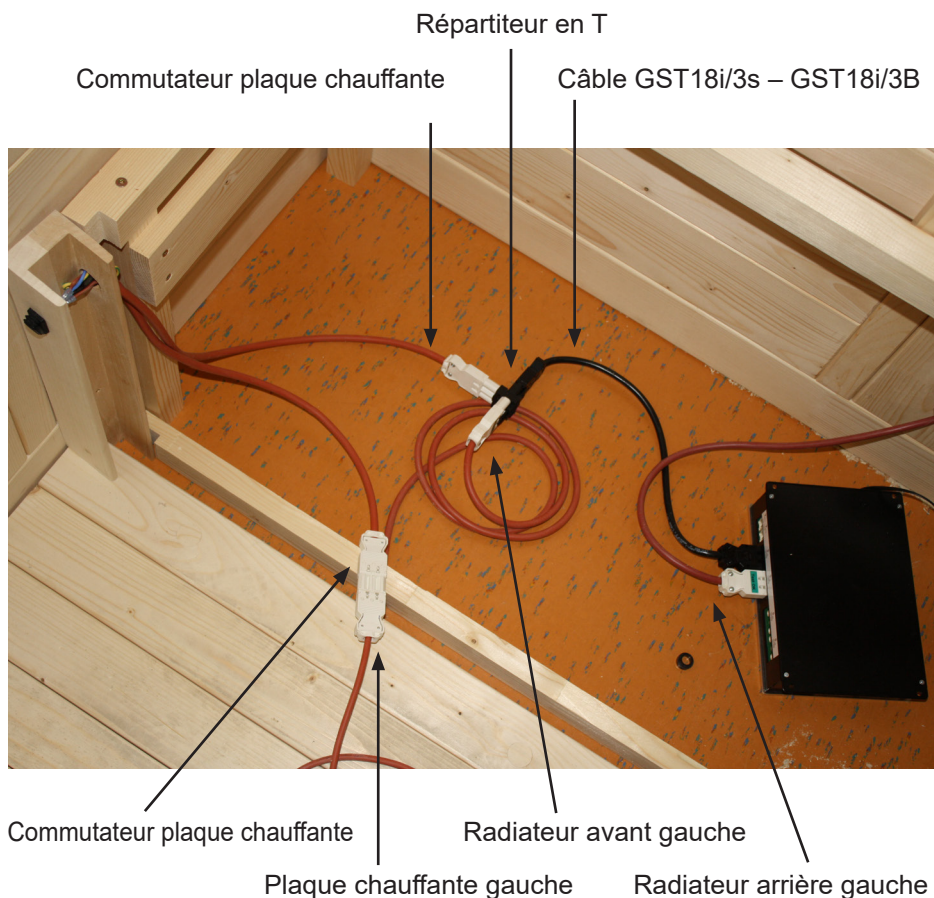 Répartiteur en T
Commutateur plaque chauffante
Câble GST18i/3s – GST18i/3B
Commutateur plaque chauffante
Radiateur avant gauche
Plaque chauffante gauche
Radiateur arrière gauche